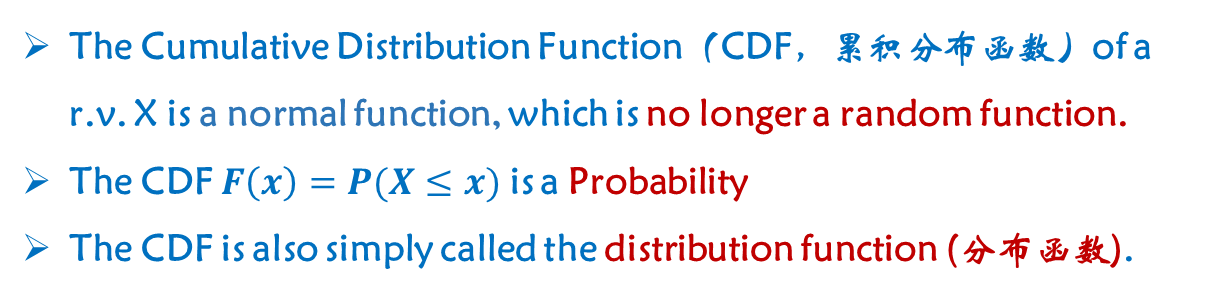 ➢ The Cumulative Distribution Function（CDF，累积分布函数）of a
r.v. X is a normal function, which is no longer a random function.
➢ The CDF F(x) = P(X ≤ x) is a Probability
➢ The CDF is also simply called the distribution function (分布函数).